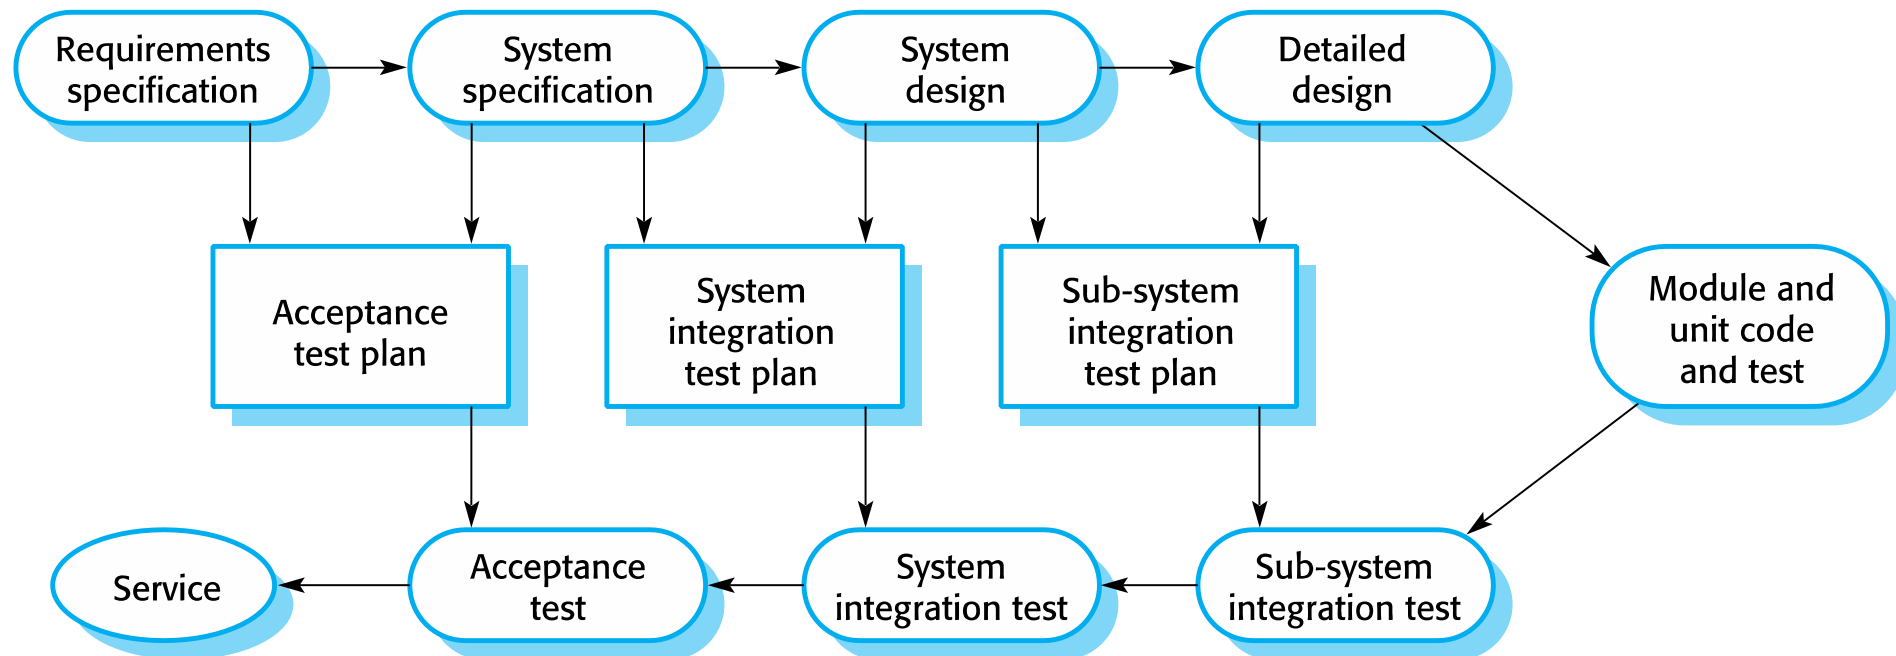 Requirements
specification
System
specification
System
design
Detailed
design
Acceptance
test plan
System
integration
test plan
Sub-system
integration
test plan
Module and
unit code
and test
Service
Acceptance
test
System
integration test
Sub-system
integration test